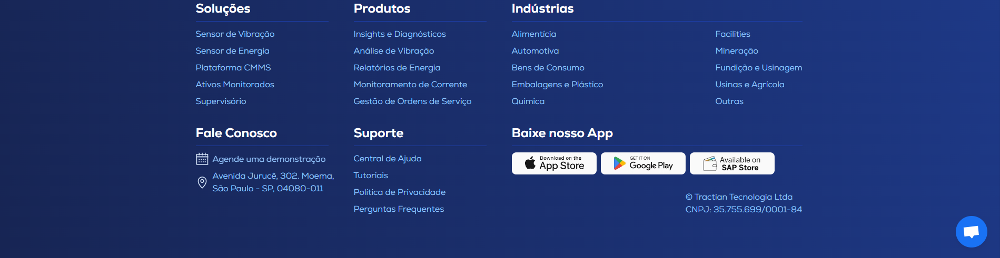 Soluções
Sensor de Vibração
Sensor de Energia
Plataforma CMMS
Ativos Monitorados
Supervisório
Produtos
Insights e Diagnósticos
Análise de Vibração
Relatórios de Energia
Monitoramento de Corrente
Gestão de Ordens de Serviço
Indústrias
Alimentícia
Automotiva
Bens de Consumo
Embalagens e Plástico
Química
Facilities
Mineração
Fundição e Usinagem
Usinas e Agrícola
Outras
Fale Conosco
Agende uma demonstração
Avenida Jurucê, 302. Moema,
São Paulo - SP, 04080-011
Suporte
Central de Ajuda
Tutoriais
Política de Privacidade
Perguntas Frequentes
Baixe nosso App
Download on the
App Store
GET IT ON
Google Play
Available on
SAP Store
© Tractian Tecnologia Ltda
CNPJ: 35.755.699/0001-84